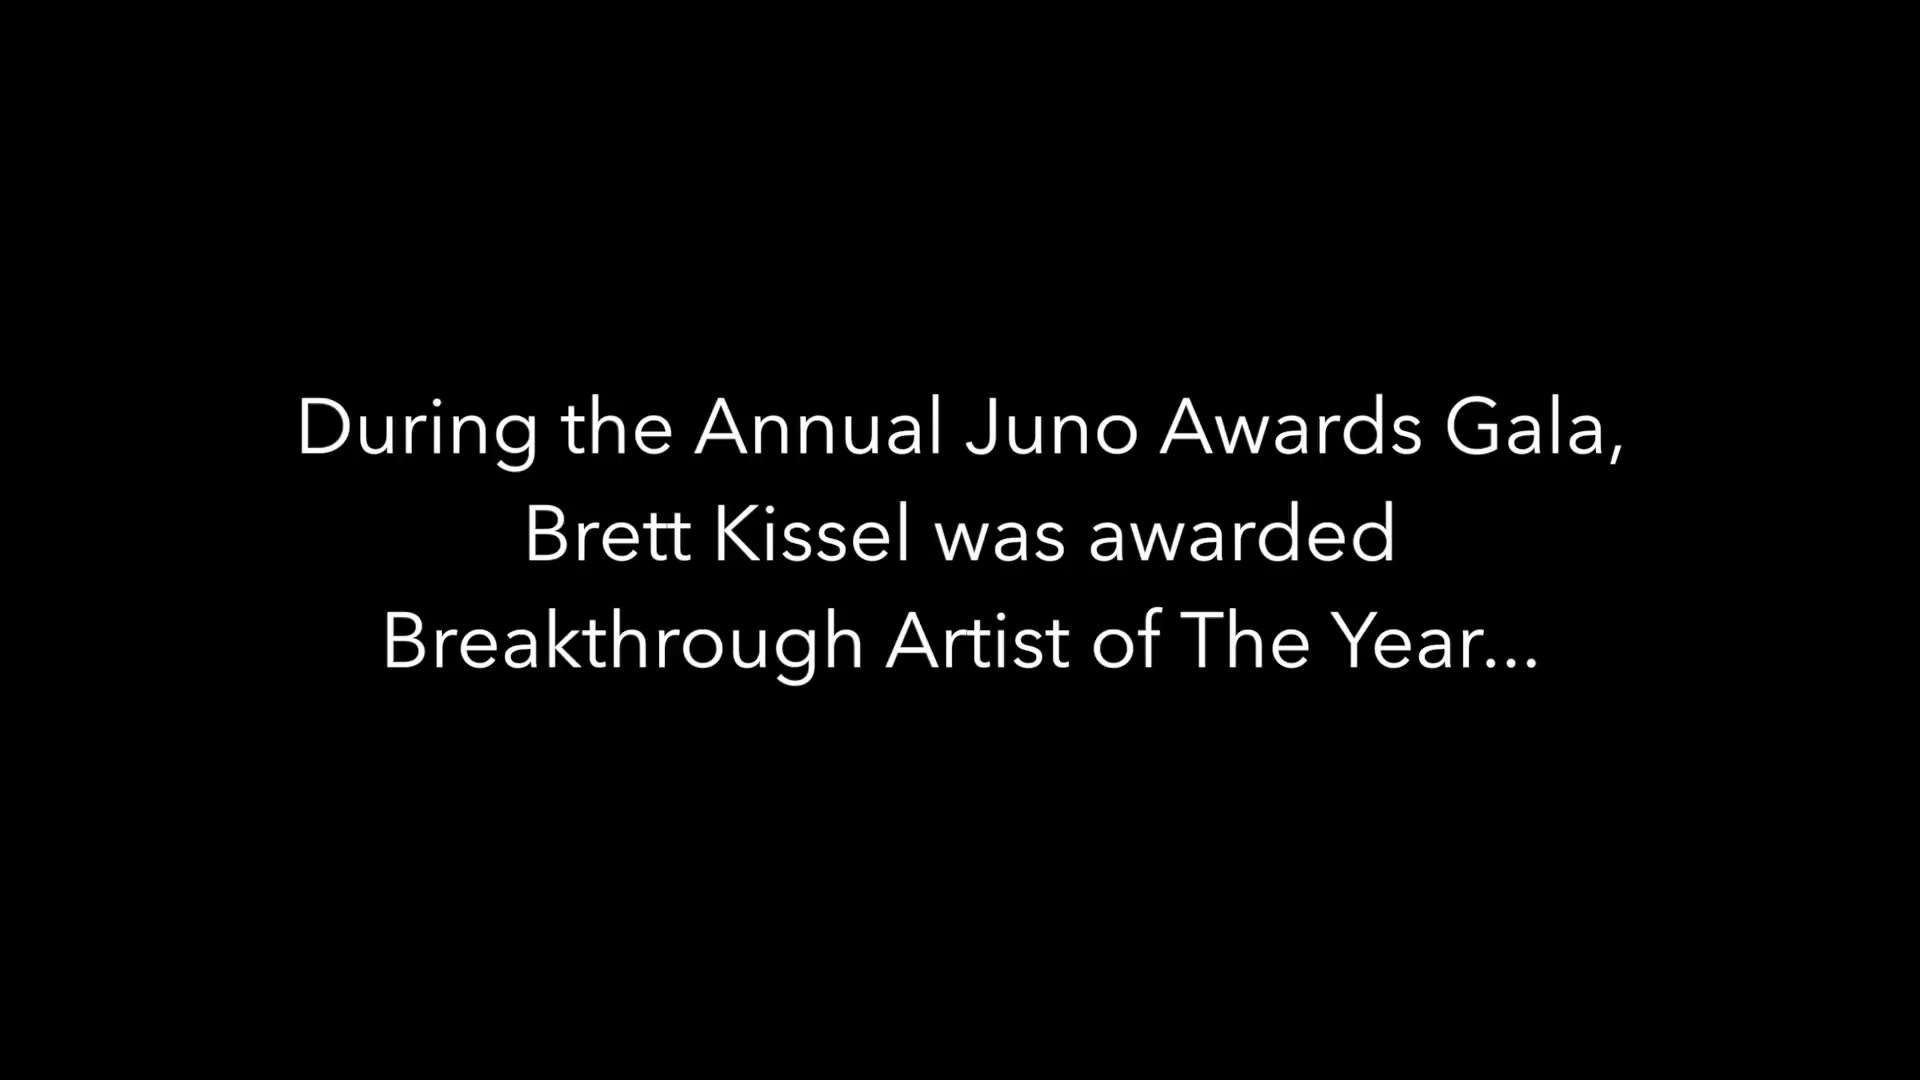 During the Annual Juno Awards Gala,
Brett Kissel was awarded
Breakthrough Artist of The Year...